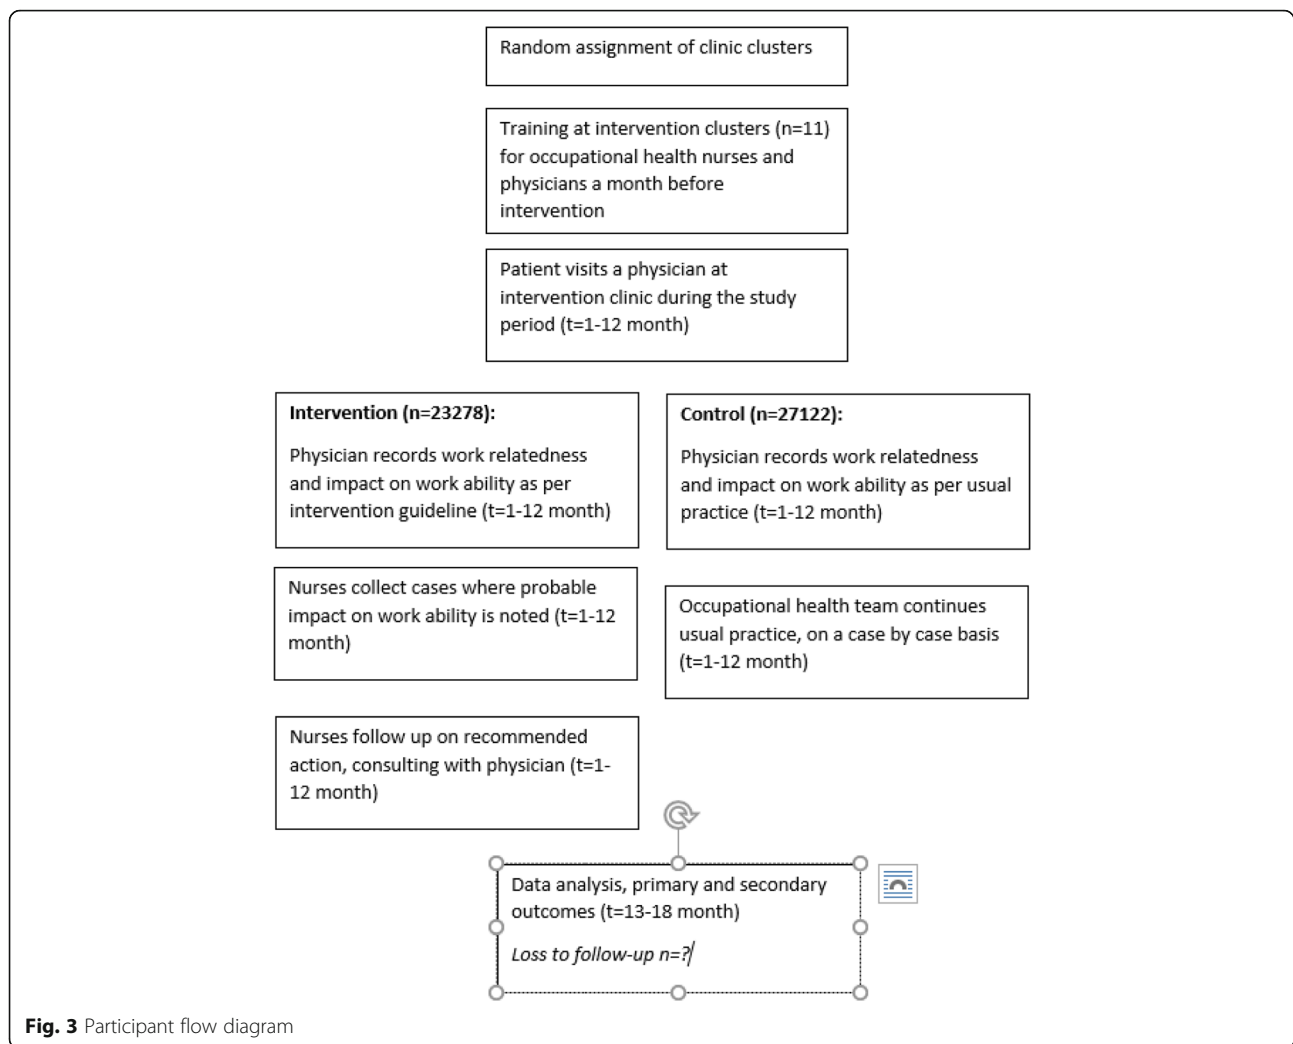 Random assignment of clinic clusters
Training at intervention clusters (n=11)
for occupational health nurses and
physicians a month before
intervention
Patient visits a physician at
intervention clinic during the study
period (t=1-12 month)
Intervention (n=23278):
Physician records work relatedness
and impact on work ability as per
intervention guideline (t=1-12 month)
Control (n=27122):
Physician records work relatedness
and impact on work ability as per usual
practice (t=1-12 month)
Nurses collect cases where probable
impact on work ability is noted (t=1-12
month)
Occupational health team continues
usual practice, on a case by case basis
(t=1-12 month)
Nurses follow up on recommended
action, consulting with physician (t=1-
12 month)
Data analysis, primary and secondary
outcomes (t=13-18 month)
Loss to follow-up n=?
Fig. 3 Participant flow diagram